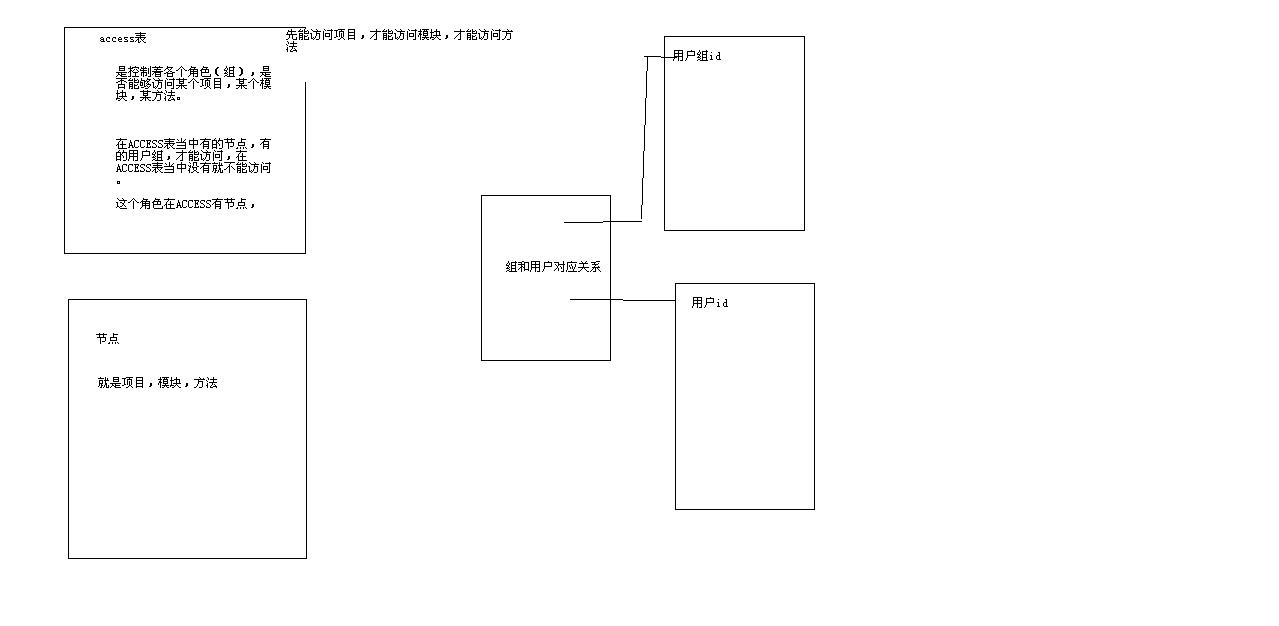 access表
先能访问项目，才能访问模块，才能访问方
法
是控制著各个角色（组），是
否能够访问某个项目，某个模
块，某方法。
在ACCESS表当中有的节点，有
的用户组，才能访问，在
ACCESS表当中没有就不能访问
。
这个角色在ACCESS有节点，
节点
就是项目，模块，方法
组和用户对应关系
用户组id
用户id